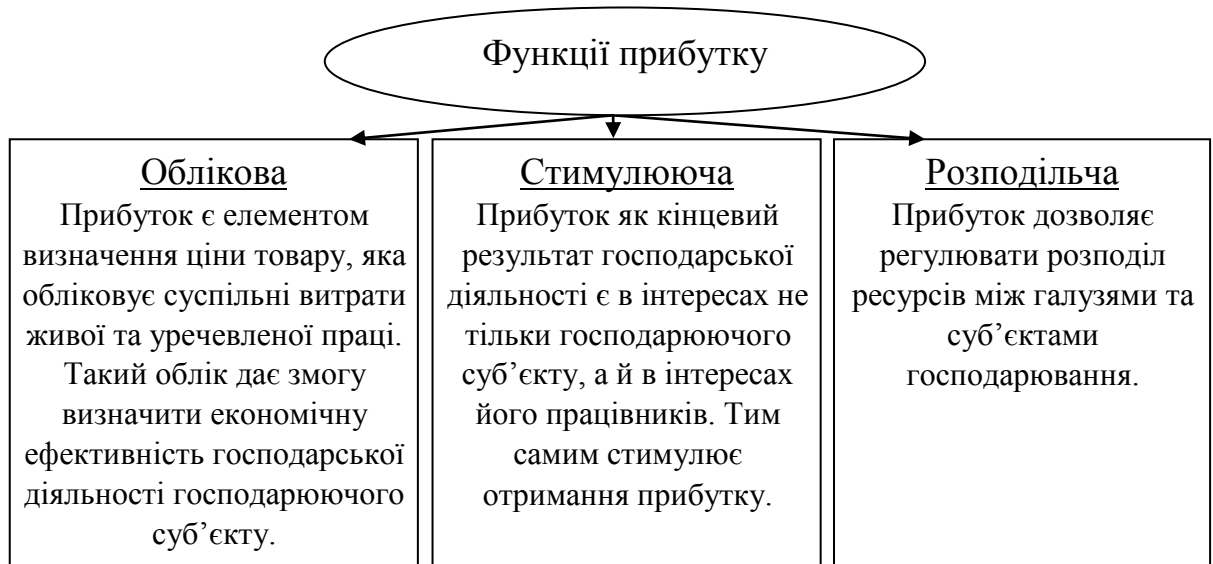 Функції прибутку
Облікова
Прибуток є елементом
визначення ціни товару, яка
обліковує суспільні витрати
живої та уречевленої праці.
Такий облік дає змогу
визначити економічну
ефективність господарської
діяльності господарюючого
суб’єкту.
Стимулююча
Прибуток як кінцевий
результат господарської
діяльності є в інтересах не
тільки господарюючого
суб’єкту, а й в інтересах
його працівників. Тим
самим стимулює
отримання прибутку.
Розподільча
Прибуток дозволяє
регулювати розподіл
ресурсів між галузями та
суб’єктами
господарювання.